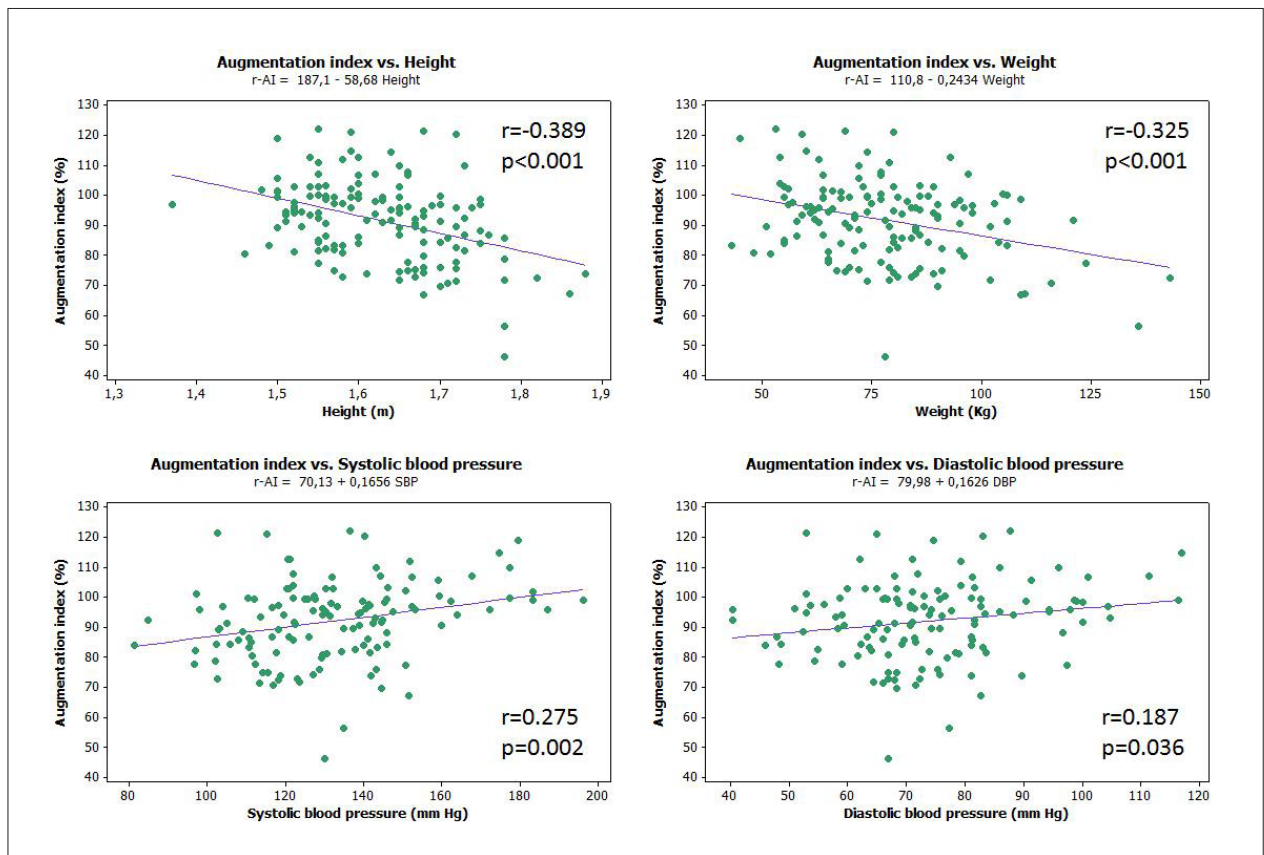 Augmentation index vs. Height
r-AI = 187,1 - 58,68 Height
130
120
110
100
90
80
70
60
50
40
Augmentation index (%)
r=-0.389
p<0.001
1,3 1,4 1,5 1,6 1,7 1,8 1,9
Height (m)
Augmentation index vs. Weight
r-AI = 110,8 - 0,2434 Weight
130
120
110
100
90
80
70
60
50
40
Augmentation index (%)
r=-0.325
p<0.001
50 75 100 125 150
Weight (Kg)
Augmentation index vs. Systolic blood pressure
r-AI = 70,13 + 0,1656 SBP
130
120
110
100
90
80
70
60
50
40
Augmentation index (%)
r=0.275
p=0.002
80 100 120 140 160 180 200
Systolic blood pressure (mm Hg)
Augmentation index vs. Diastolic blood pressure
r-AI = 79,98 + 0,1626 DBP
130
120
110
100
90
80
70
60
50
40
Augmentation index (%)
r=0.187
p=0.036
40 50 60 70 80 90 100 110 120
Diastolic blood pressure (mm Hg)